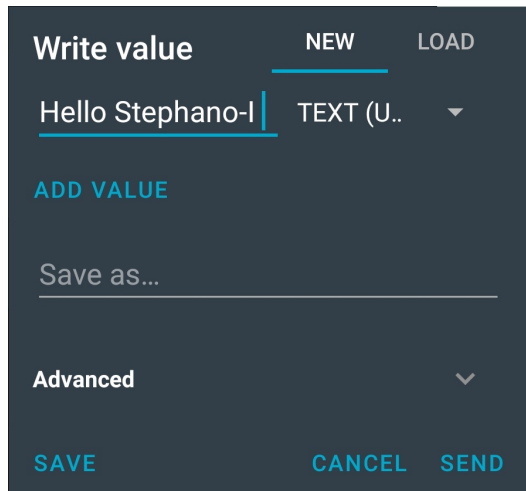 Write value NEW LOAD
Hello Stephano-I TEXT (U..
ADD VALUE
Save as...
Advanced
SAVE CANCEL SEND